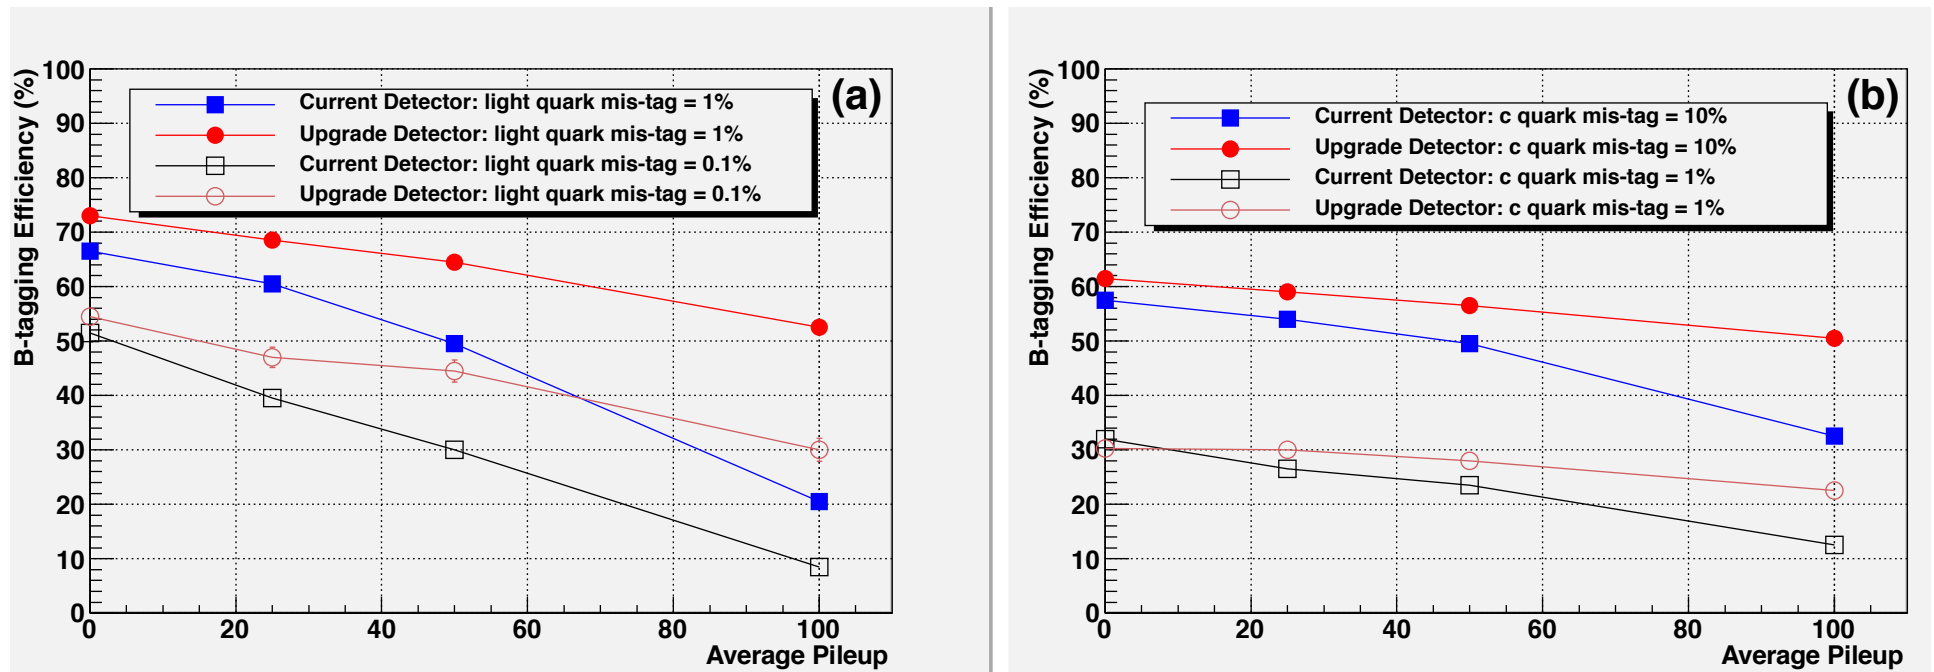 (a)
Current Detector: light quark mis-tag = 1%
Upgrade Detector: light quark mis-tag = 1%
Current Detector: light quark mis-tag = 0.1%
Upgrade Detector: light quark mis-tag = 0.1%
B-tagging Efficiency (%)
100
90
80
70
60
50
40
30
20
10
0
0 20 40 60 80 100
Average Pileup
(b)
Current Detector: c quark mis-tag = 10%
Upgrade Detector: c quark mis-tag = 10%
Current Detector: c quark mis-tag = 1%
Upgrade Detector: c quark mis-tag = 1%
B-tagging Efficiency (%)
100
90
80
70
60
50
40
30
20
10
0
0 20 40 60 80 100
Average Pileup